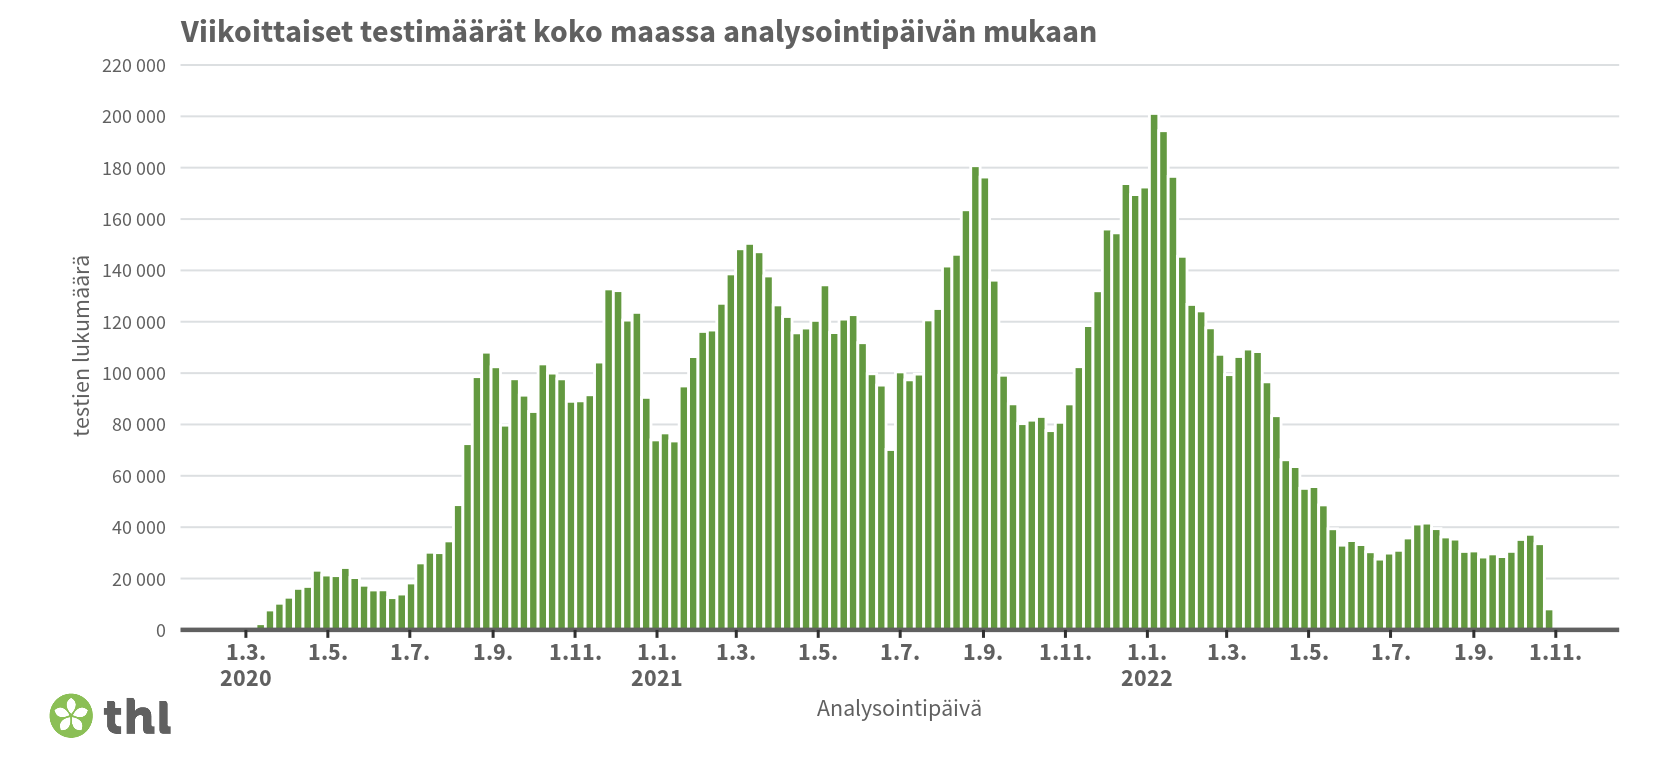 Viikoittaiset testimäärät koko maassa analysointipäivän mukaan
220 000
200 000
180 000
160 000
140 000
120 000
100 000
80 000
60 000
40 000
20 000
0
testien lukumäärä
1.3. 1.5. 1.7. 1.9. 1.11. 1.1. 1.3. 1.5. 1.7. 1.9. 1.11. 1.1. 1.3. 1.5. 1.7. 1.9. 1.11.
2020 2021 2022
Analysointipäivä
thl